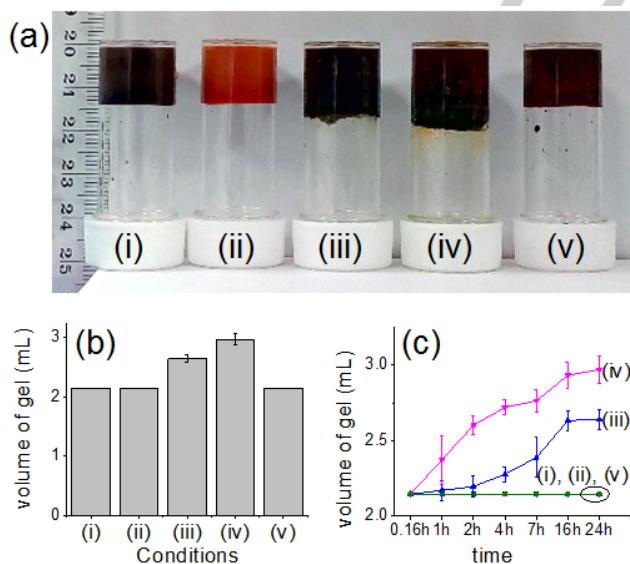 (a)
20
21
22
23
24
25
(i) (ii) (iii) (iv) (v)
(b)
volume of gel (mL)
3
2
1
0
(i) (ii) (iii) (iv) (v)
Conditions
(c)
volume of gel (mL)
3.0
2.5
2.0
(iv)
(iii)
(i), (ii), (v)
0.16h 1h 2h 4h 7h 16h 24h
time